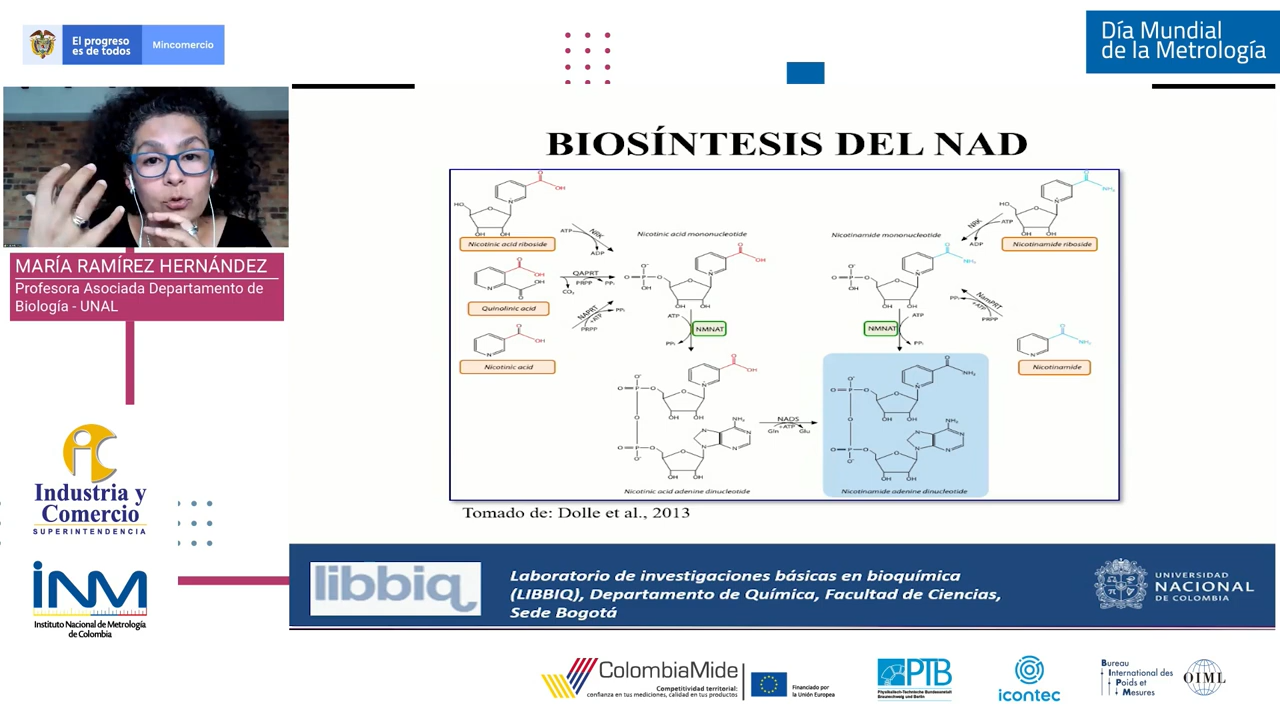 El progreso
es de todos
Mincomercio
Día Mundial
de la Metrología
MARÍA RAMÍREZ HERNÁNDEZ
Profesora Asociada Departamento de
Biología - UNAL
BIOSÍNTESIS DEL NAD
Nicotinic acid riboside
Quinolinic acid
Nicotinic acid
Nicotinic acid mononucleotide
Nicotinamide mononucleotide
Nicotinamide riboside
Nicotinamide
ATP
NRK
ADP
QAPRT
PRPP
PPi
CO₂
NAPRT
+ATP
PRPP
PPi
ATP
NMNAT
PPi
NMNAT
ATP
PPi
NRK
ATP
ADP
NamPRT
+ATP
PRPP
PPi
NADS
+ATP
Gln
Glu
Nicotinic acid adenine dinucleotide
Nicotinamide adenine dinucleotide
Tomado de: Dolle et al., 2013
Industria y
Comercio
SUPERINTENDENCIA
iNM
Instituto Nacional de Metrología
de Colombia
libbiq
Laboratorio de investigaciones básicas en bioquímica
(LIBBIQ), Departamento de Química, Facultad de Ciencias,
Sede Bogotá
UNIVERSIDAD
NACIONAL
DE COLOMBIA
ColombiaMide
Competitividad territorial:
confianza en tus mediciones, calidad en tus productos
Financiado por
la Unión Europea
PTB
Physikalisch-Technische Bundesanstalt
Braunschweig und Berlin
icontec
Bureau
International des
Poids et
Mesures
OIML